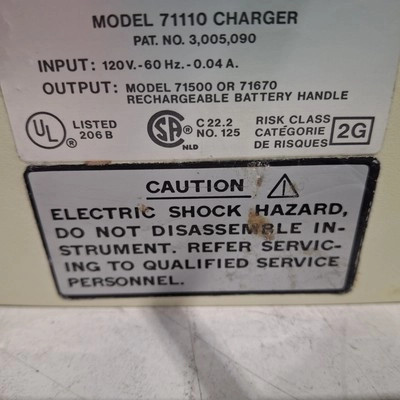 MODEL 71110 CHARGER
PAT. NO. 3,005,090
INPUT: 120V.-60 Hz.-0.04 A.
OUTPUT: MODEL 71500 OR 71670
RECHARGEABLE BATTERY HANDLE
UL ® LISTED 206 B
SA ® NLD C 22.2 NO. 125
RISK CLASS
CATÉGORIE
DE RISQUES
2G
CAUTION
ELECTRIC SHOCK HAZARD,
DO NOT DISASSEMBLE IN-
STRUMENT. REFER SERVIC-
ING TO QUALIFIED SERVICE
PERSONNEL.